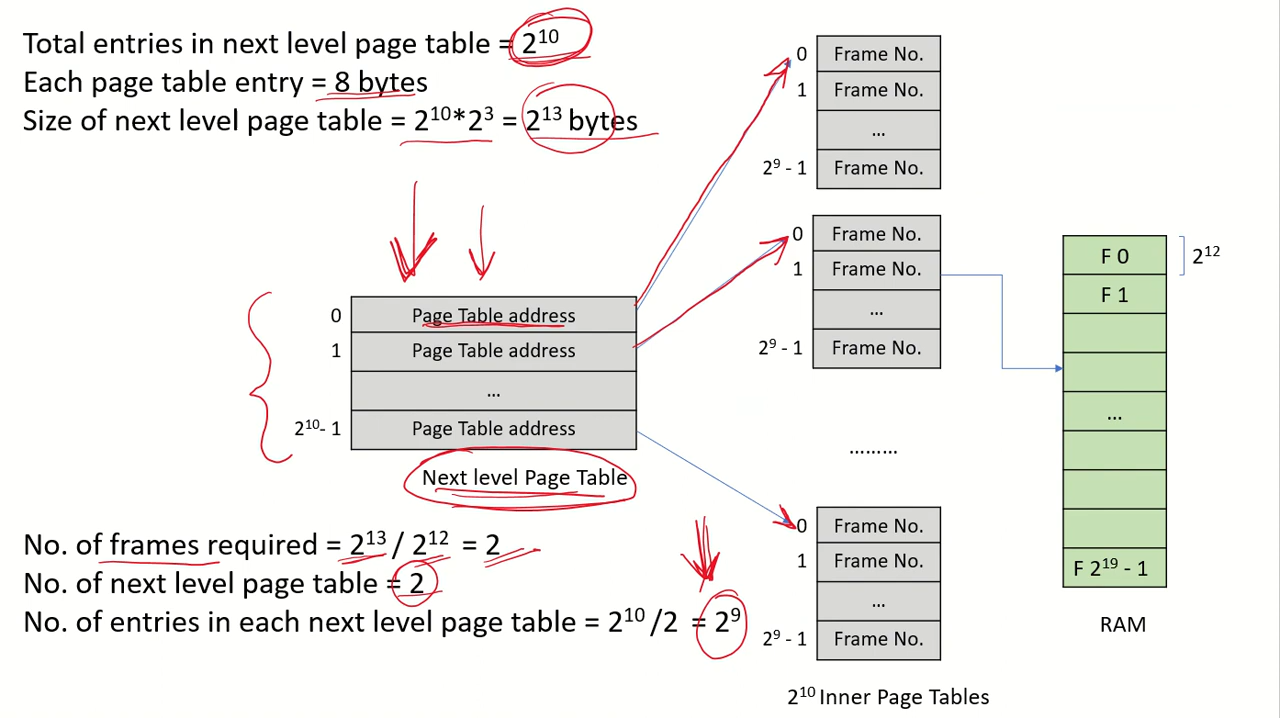 Total entries in next level page table = 2¹⁰
Each page table entry = 8 bytes
Size of next level page table = 2¹⁰*2³ = 2¹³ bytes
0 Page Table address
1 Page Table address
...
2¹⁰- 1 Page Table address
Next level Page Table
No. of frames required = 2¹³ / 2¹² = 2
No. of next level page table = 2
No. of entries in each next level page table = 2¹⁰ /2 = 2⁹
0 Frame No.
1 Frame No.
...
2⁹ - 1 Frame No.
0 Frame No.
1 Frame No.
...
2⁹ - 1 Frame No.
.........
0 Frame No.
1 Frame No.
...
2⁹ - 1 Frame No.
2¹⁰ Inner Page Tables
F 0 2¹²
F 1
...
F 2¹⁹ - 1
RAM